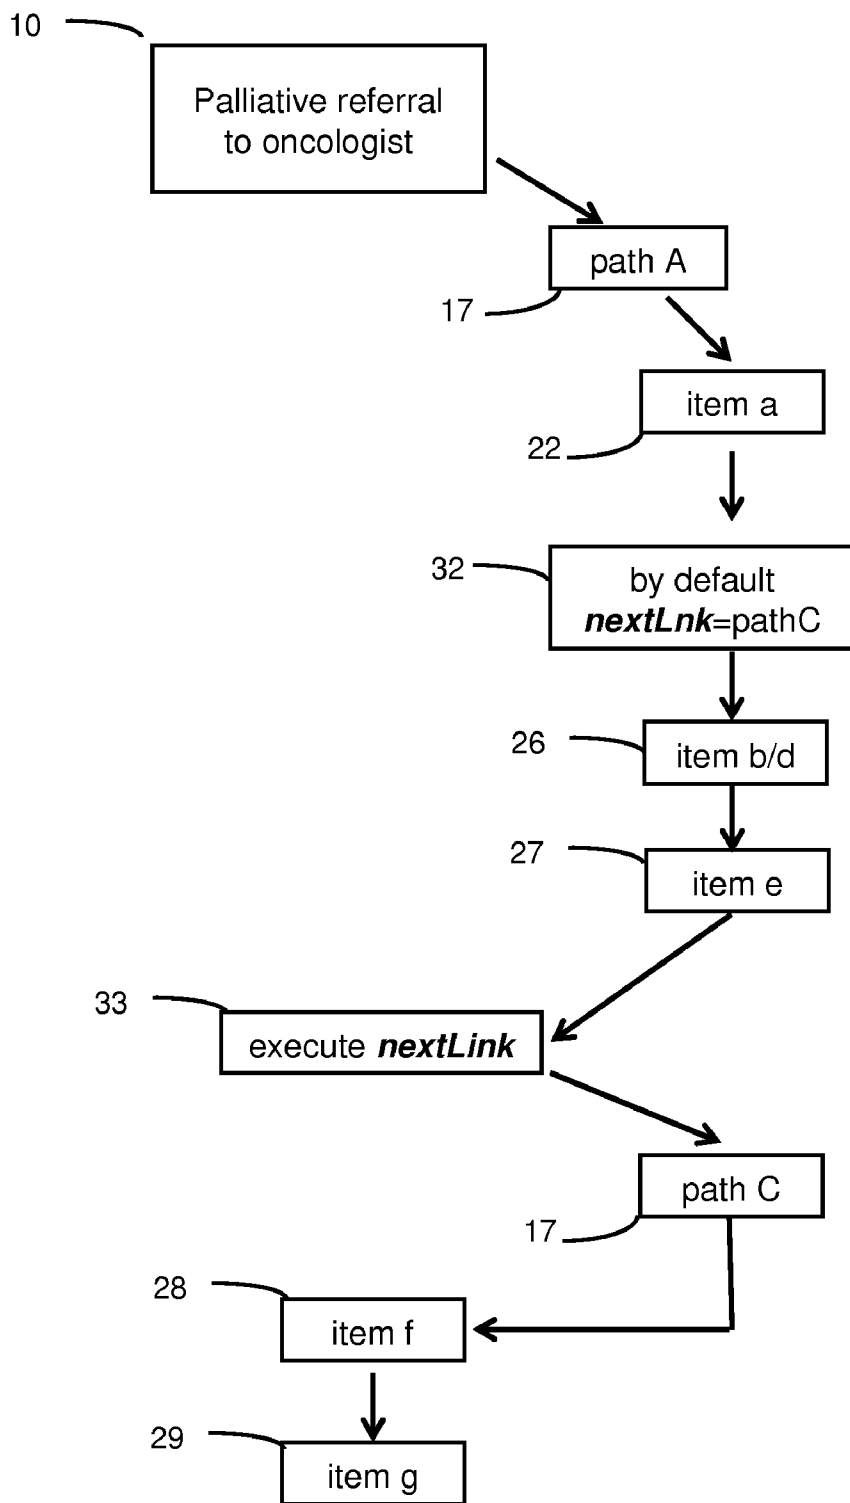 10
Palliative referral
to oncologist
path A
17
item a
22
32
by default
nextLnk=pathC
26
item b/d
27
item e
33
execute nextLink
path C
17
28
item f
29
item g